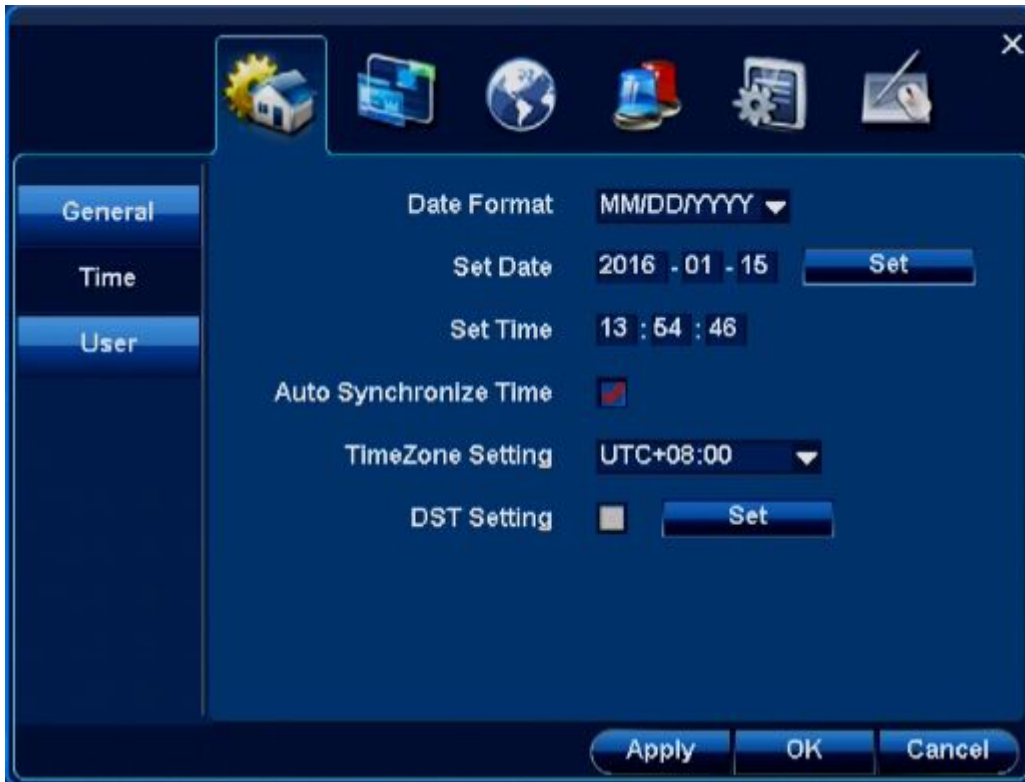 General
Time
User
Date Format MM/DD/YYYY
Set Date 2016 - 01 - 15 Set
Set Time 13 : 54 : 46
Auto Synchronize Time
TimeZone Setting UTC+08:00
DST Setting Set
Apply OK Cancel